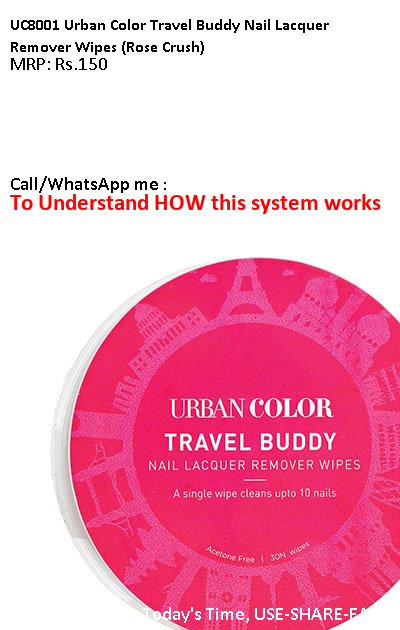 UC8001 Urban Color Travel Buddy Nail Lacquer
Remover Wipes (Rose Crush)
MRP: Rs.150
Call/WhatsApp me :
To Understand HOW this system works
URBAN COLOR
TRAVEL BUDDY
NAIL LACQUER REMOVER WIPES
A single wipe cleans upto 10 nails
Acetone Free | 30N wipes
Today's Time, USE-SHARE-